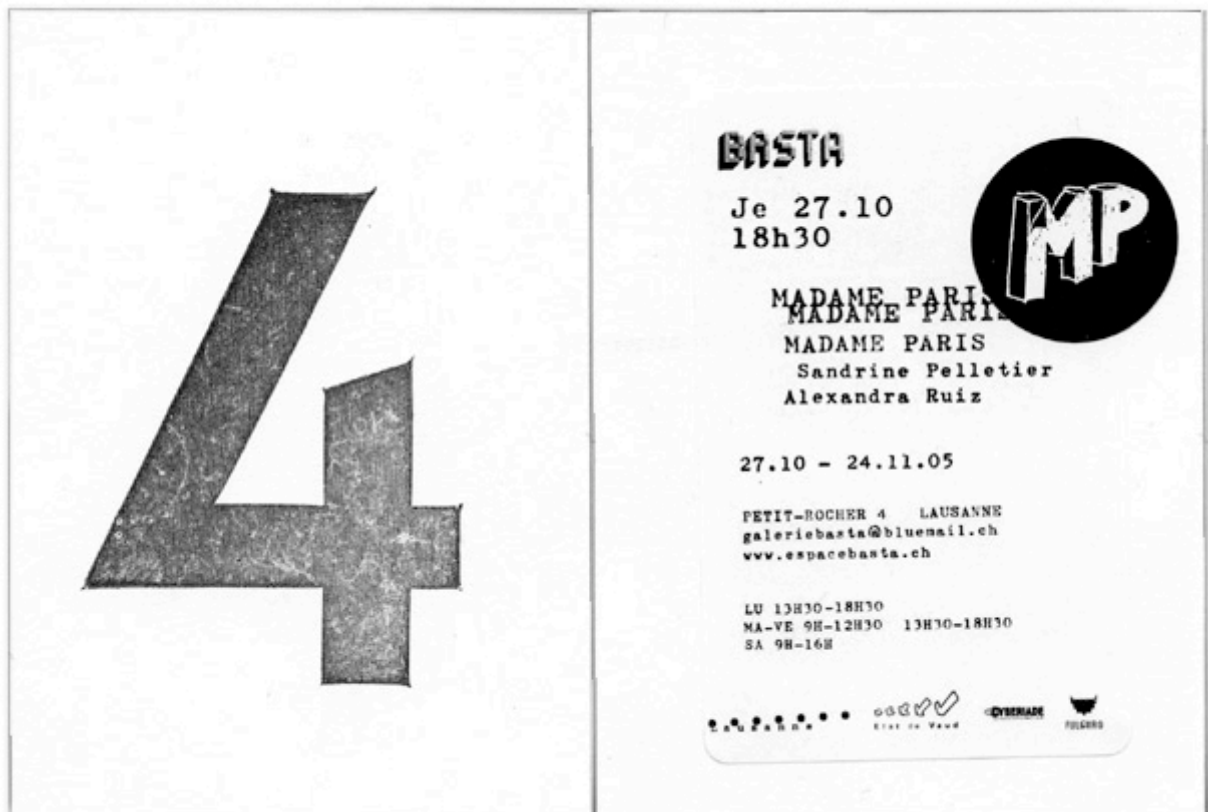 4
BASTA
Je 27.10
18h30
MP
MADAME PARIS
MADAME PARIS
MADAME PARIS
Sandrine Pelletier
Alexandra Ruiz
27.10 - 24.11.05
PETIT-ROCHER 4 LAUSANNE
galeriebasta@bluemail.ch
www.espacebasta.ch
LU 13H30-18H30
MA-VE 9H-12H30 13H30-18H30
SA 9H-16H
Lausanne
Etat de Vaud
CYBERIADE
FULGURO